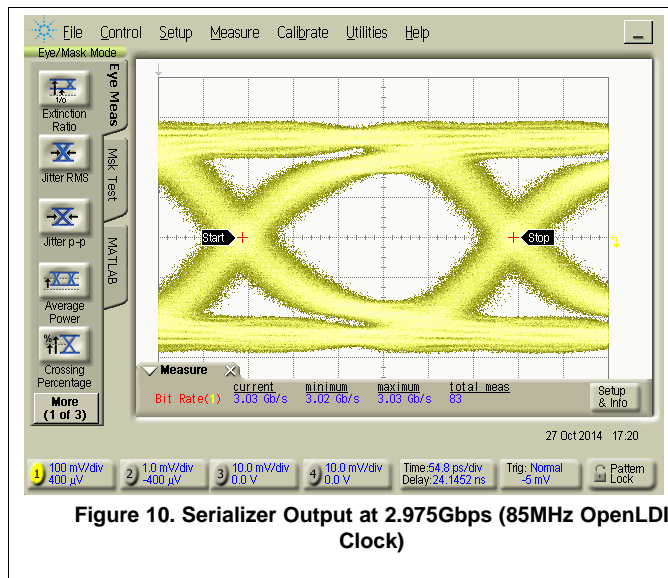 File Control Setup Measure Calibrate Utilities Help
Eye/Mask Mode
Eye Meas
Msk Test
MATLAB
1/0
Extinction
Ratio
Jitter RMS
Jitter p-p
Average
Power
%
Crossing
Percentage
More
(1 of 3)
Start
Stop
Measure
current minimum maximum total meas
Bit Rate(1) 3.03 Gb/s 3.02 Gb/s 3.03 Gb/s 83
Setup
& Info
27 Oct 2014 17:20
1 100 mV/div
400 µV
2 1.0 mV/div
-400 µV
3 10.0 mV/div
0.0 V
4 10.0 mV/div
0.0 V
Time:54.8 ps/div
Delay:24.1452 ns
Trig: Normal
-5 mV
Pattern
Lock
Figure 10. Serializer Output at 2.975Gbps (85MHz OpenLDI
Clock)